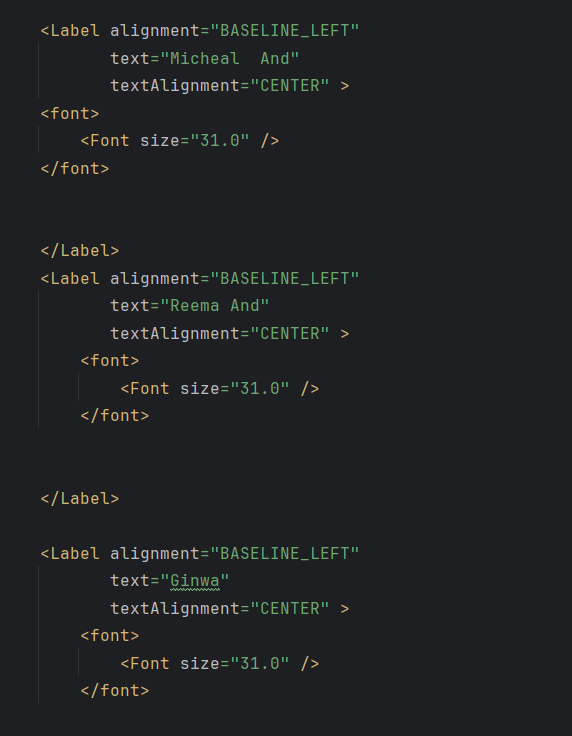 <Label alignment="BASELINE_LEFT"
       text="Micheal  And"
       textAlignment="CENTER" >
<font>
    <Font size="31.0" />
</font>
</Label>
<Label alignment="BASELINE_LEFT"
       text="Reema And"
       textAlignment="CENTER" >
    <font>
        <Font size="31.0" />
    </font>
</Label>
<Label alignment="BASELINE_LEFT"
       text="Ginwa"
       textAlignment="CENTER" >
    <font>
        <Font size="31.0" />
    </font>